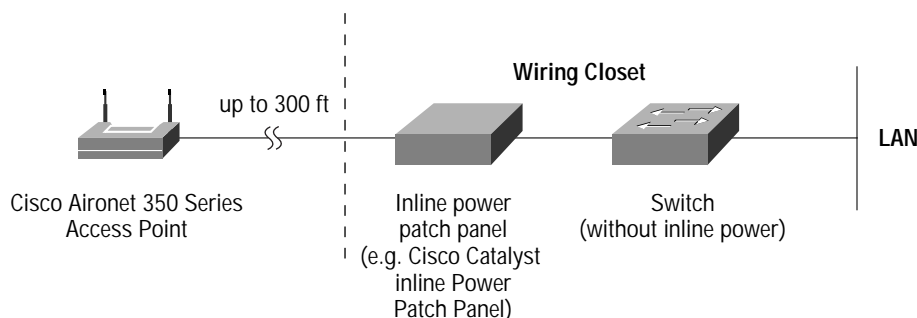 Wiring Closet
up to 300 ft
LAN
Cisco Aironet 350 Series
Access Point
Inline power
patch panel
(e.g. Cisco Catalyst
inline Power
Patch Panel)
Switch
(without inline power)